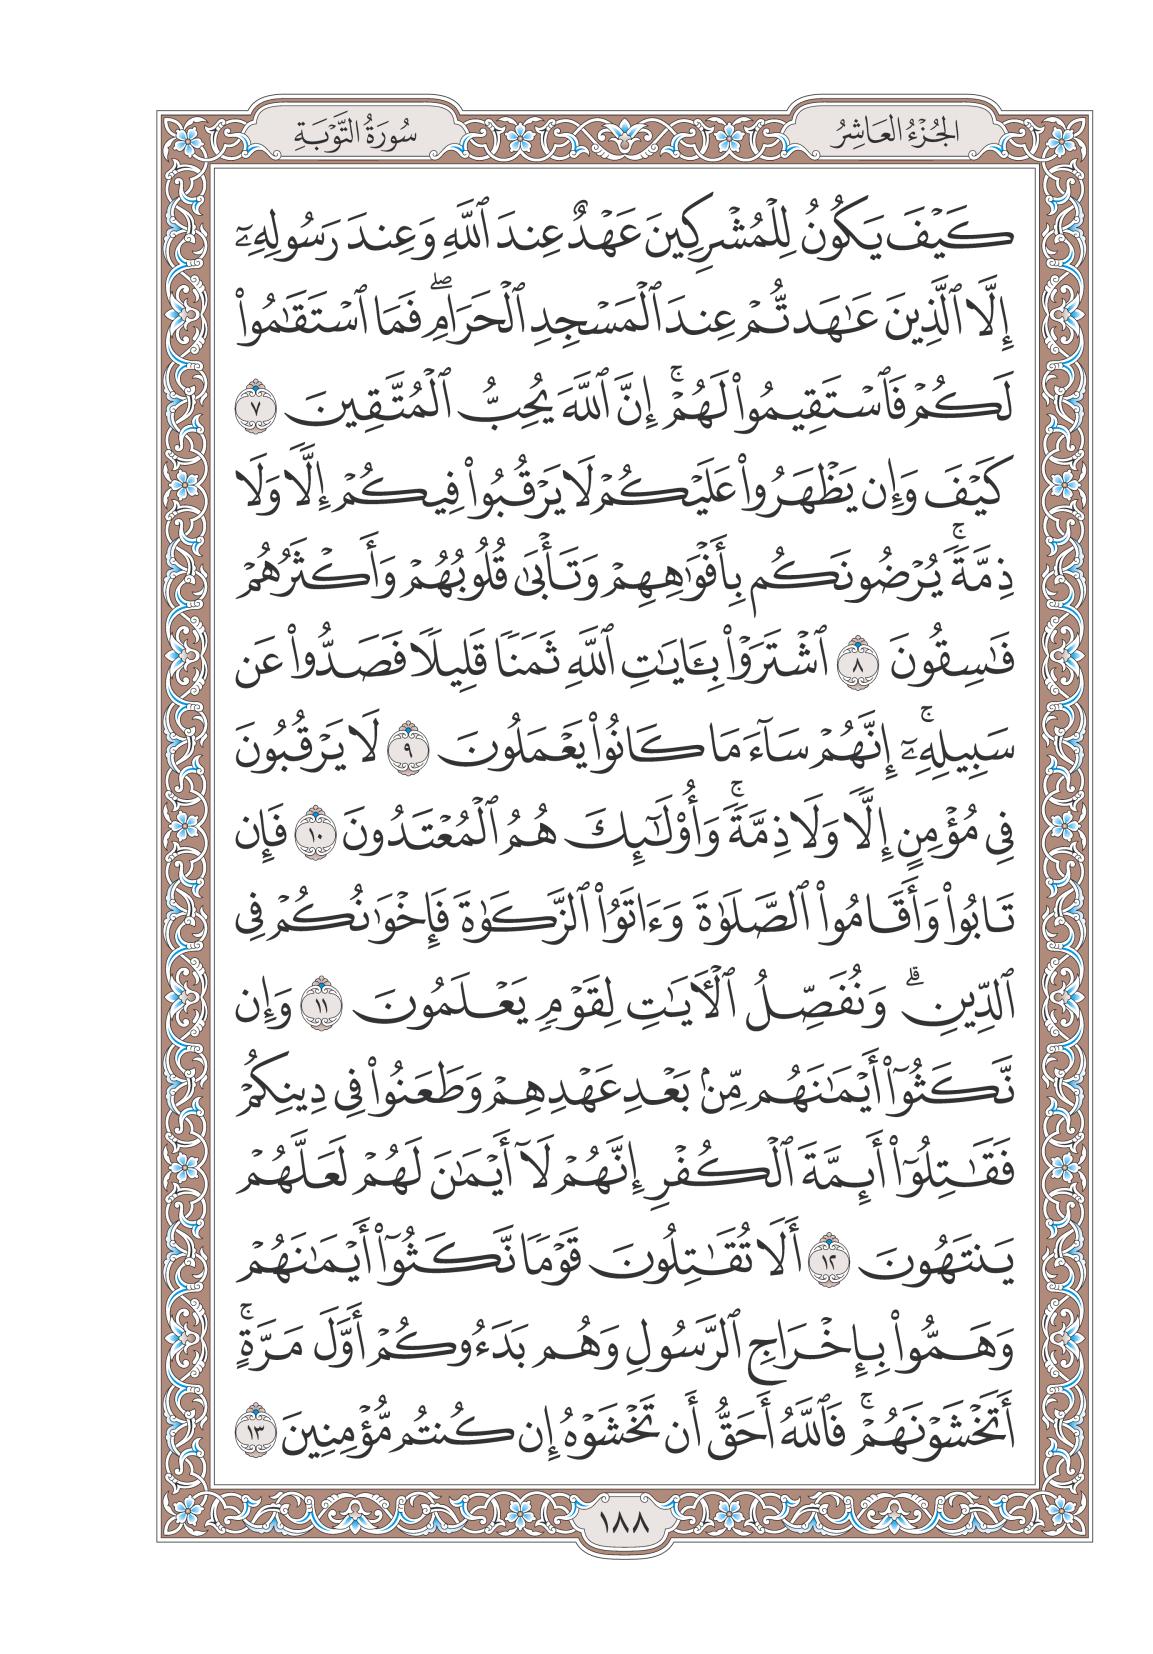 الجُزْءُ العَاشِرُ
سُورَةُ التَّوْبَةِ
كَيْفَ يَكُونُ لِلْمُشْرِكِينَ عَهْدٌ عِندَ ٱللَّهِ وَعِندَ رَسُولِهِۦٓ
إِلَّا ٱلَّذِينَ عَٰهَدتُّمْ عِندَ ٱلْمَسْجِدِ ٱلْحَرَامِۖ فَمَا ٱسْتَقَٰمُوا۟
لَكُمْ فَٱسْتَقِيمُوا۟ لَهُمْۚ إِنَّ ٱللَّهَ يُحِبُّ ٱلْمُتَّقِينَ ٧
كَيْفَ وَإِن يَظْهَرُوا۟ عَلَيْكُمْ لَا يَرْقُبُوا۟ فِيكُمْ إِلًّا وَلَا
ذِمَّةًۚ يُرْضُونَكُم بِأَفْوَٰهِهِمْ وَتَأْبَىٰ قُلُوبُهُمْ وَأَكْثَرُهُمْ
فَٰسِقُونَ ٨ ٱشْتَرَوْا۟ بِـَٔايَٰتِ ٱللَّهِ ثَمَنًا قَلِيلًا فَصَدُّوا۟ عَن
سَبِيلِهِۦٓۚ إِنَّهُمْ سَآءَ مَا كَانُوا۟ يَعْمَلُونَ ٩ لَا يَرْقُبُونَ
فِى مُؤْمِنٍ إِلًّا وَلَا ذِمَّةًۚ وَأُو۟لَٰٓئِكَ هُمُ ٱلْمُعْتَدُونَ ١٠ فَإِن
تَابُوا۟ وَأَقَامُوا۟ ٱلصَّلَوٰةَ وَءَاتَوُا۟ ٱلزَّكَوٰةَ فَإِخْوَٰنُكُمْ فِى
ٱلدِّينِۗ وَنُفَصِّلُ ٱلْـَٔايَٰتِ لِقَوْمٍ يَعْلَمُونَ ١١ وَإِن
نَّكَثُوٓا۟ أَيْمَٰنَهُم مِّنۢ بَعْدِ عَهْدِهِمْ وَطَعَنُوا۟ فِى دِينِكُمْ
فَقَٰتِلُوٓا۟ أَئِمَّةَ ٱلْكُفْرِ إِنَّهُمْ لَآ أَيْمَٰنَ لَهُمْ لَعَلَّهُمْ
يَنتَهُونَ ١٢ أَلَا تُقَٰتِلُونَ قَوْمًا نَّكَثُوٓا۟ أَيْمَٰنَهُمْ
وَهَمُّوا۟ بِإِخْرَاجِ ٱلرَّسُولِ وَهُم بَدَءُوكُمْ أَوَّلَ مَرَّةٍۚ
أَتَخْشَوْنَهُمْۚ فَٱللَّهُ أَحَقُّ أَن تَخْشَوْهُ إِن كُنتُم مُّؤْمِنِينَ ١٣
١٨٨